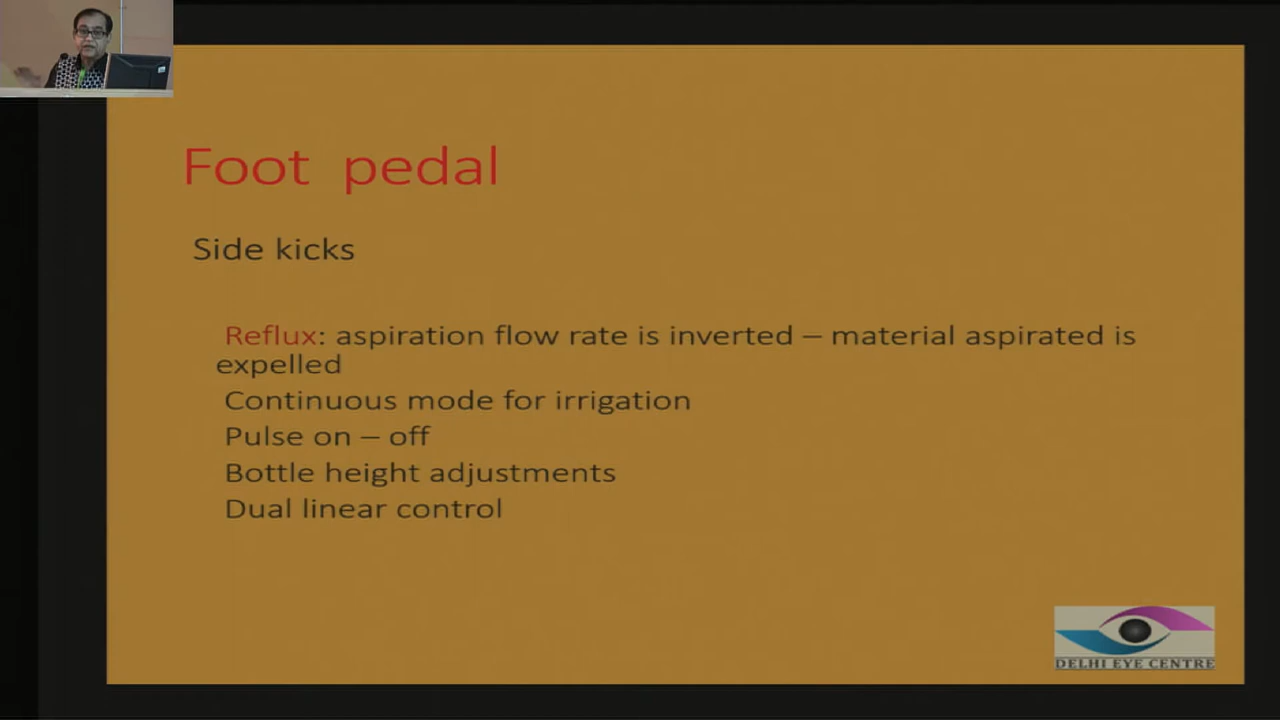 Foot pedal
Side kicks
Reflux: aspiration flow rate is inverted – material aspirated is
expelled
Continuous mode for irrigation
Pulse on – off
Bottle height adjustments
Dual linear control
DELHI EYE CENTRE